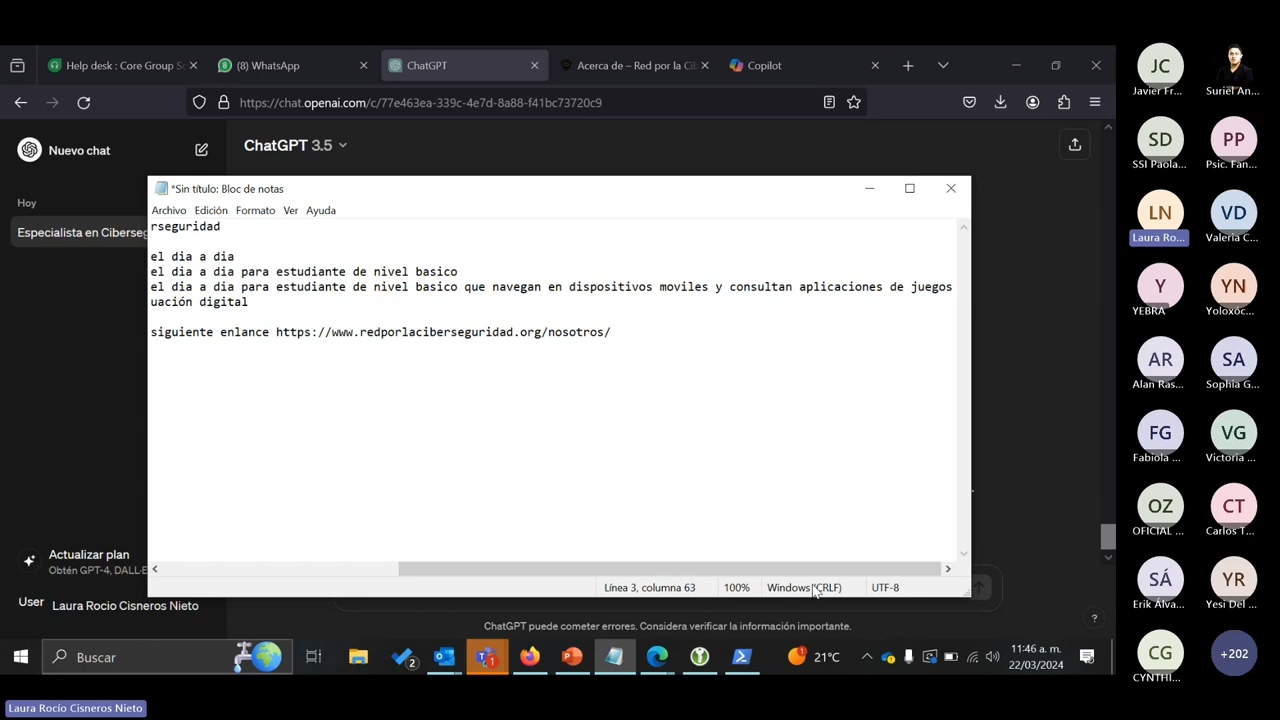 Help desk : Core Group S
(8) WhatsApp
ChatGPT
Acerca de – Red por la Cib
Copilot
https://chat.openai.com/c/77e463ea-339c-4e7d-8a88-f41bc73720c9
Nuevo chat
ChatGPT 3.5
Hoy
Especialista en Ciberseg
*Sin título: Bloc de notas
Archivo Edición Formato Ver Ayuda
rseguridad
el dia a dia
el dia a dia para estudiante de nivel basico
el dia a dia para estudiante de nivel basico que navegan en dispositivos moviles y consultan aplicaciones de juegos
uación digital
siguiente enlance https://www.redporlaciberseguridad.org/nosotros/
Línea 3, columna 63
100%
Windows (CRLF)
UTF-8
Actualizar plan
Obtén GPT-4, DALL·E
User
Laura Rocio Cisneros Nieto
ChatGPT puede cometer errores. Considera verificar la información importante.
?
Buscar
2
1
1
21°C
11:46 a. m.
22/03/2024
Laura Rocío Cisneros Nieto
JC
Javier Fr...
Suriel An...
SD
SSI Paola...
PP
Psic. Fan...
LN
Laura Ro...
VD
Valeria C...
Y
YEBRA
YN
Yoloxóc...
AR
Alan Ras...
SA
Sophia G...
FG
Fabiola ...
VG
Victoria ...
OZ
OFICIAL ...
CT
Carlos T...
SÁ
Erik Álva...
YR
Yesi Del ...
CG
CYNTHI...
+202